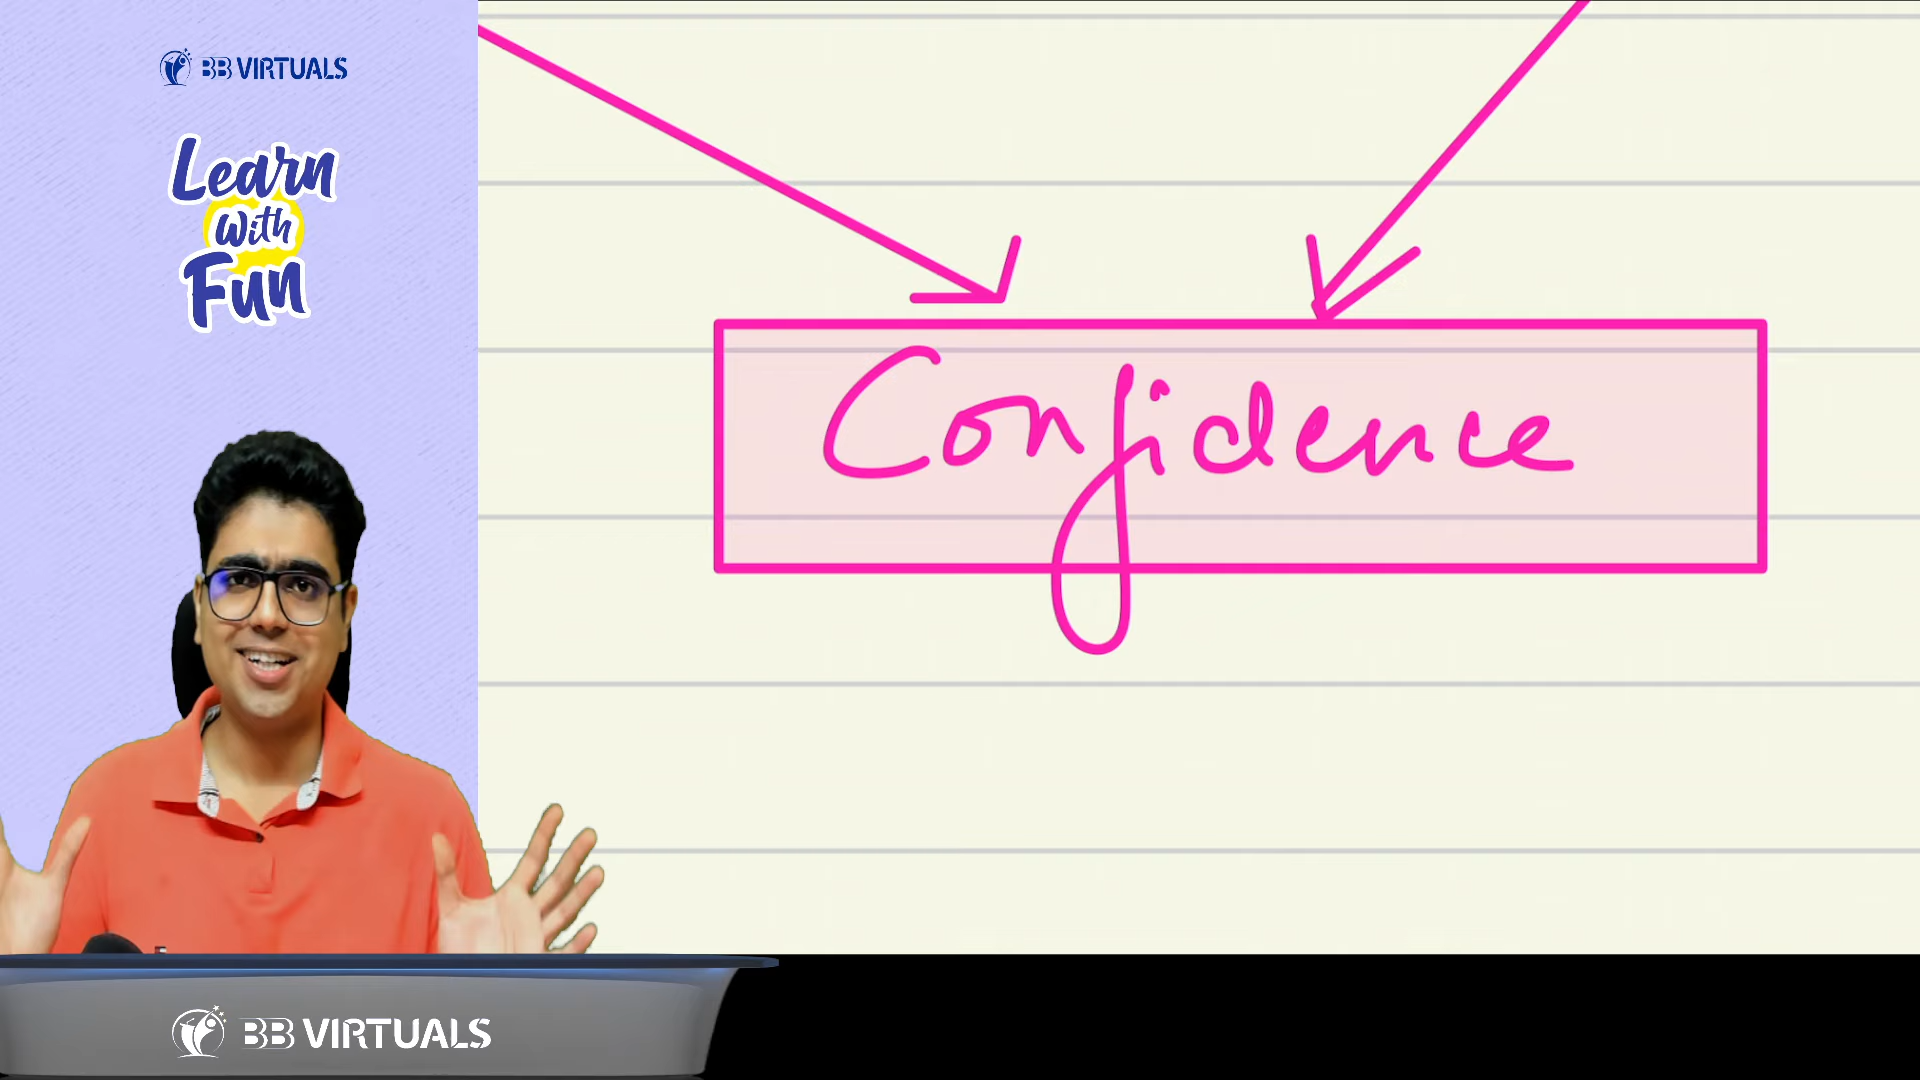 BB VIRTUALS
Learn
With
Fun
Confidence
BB VIRTUALS